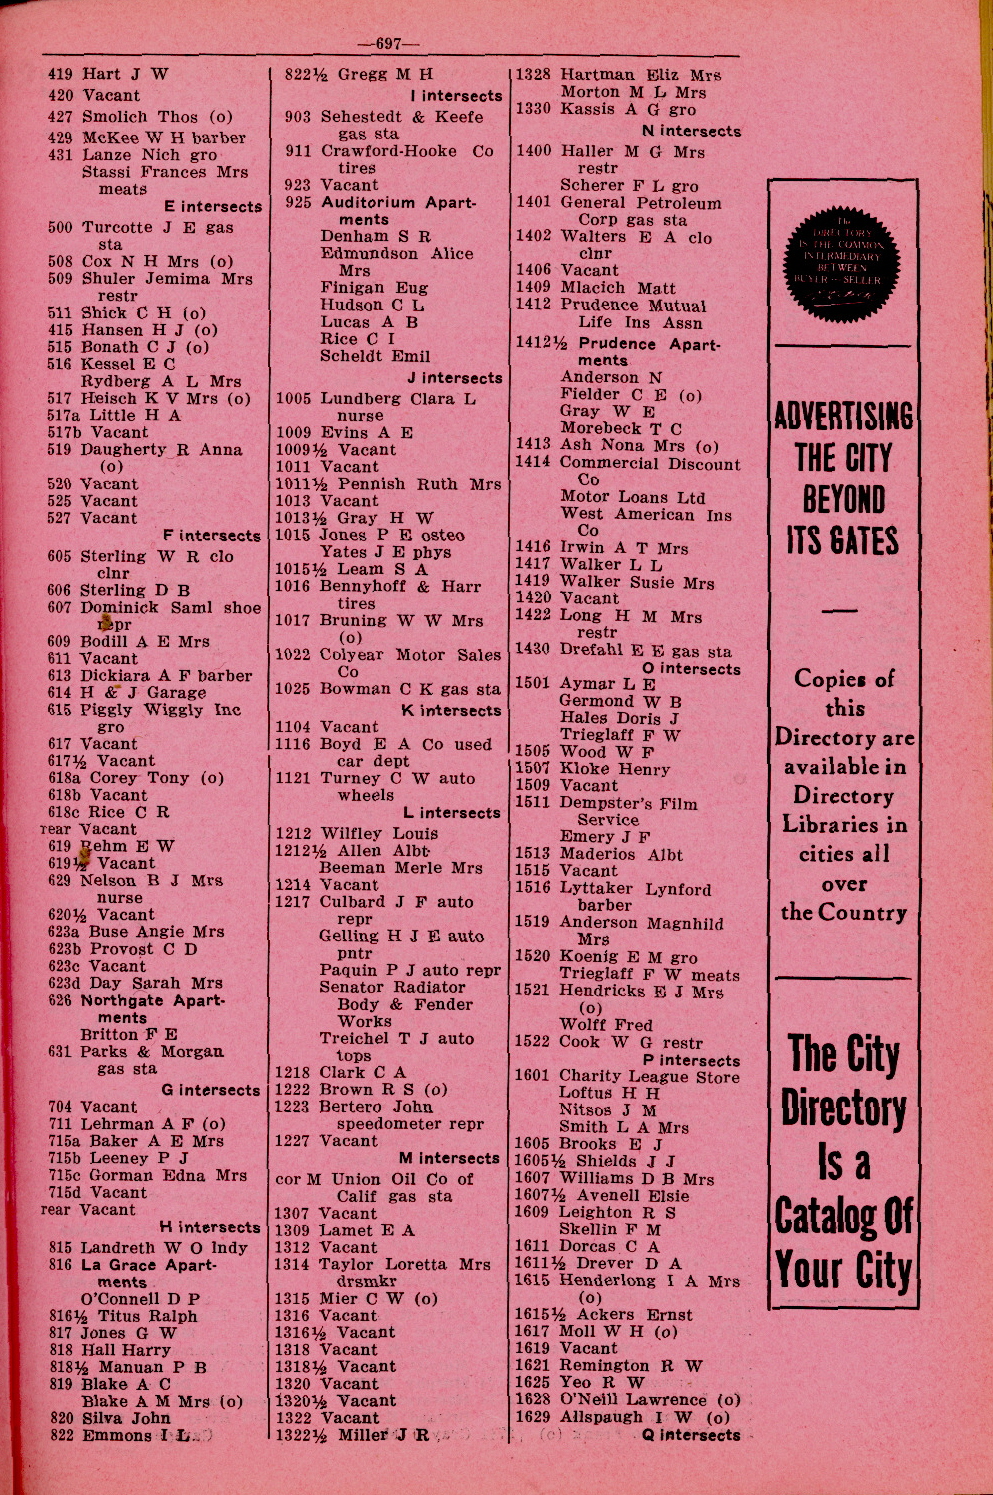 —697—
419 Hart J W
420 Vacant
427 Smolich Thos (o)
429 McKee W H barber
431 Lanze Nich gro
Stassi Frances Mrs
meats
E intersects
500 Turcotte J E gas
sta
508 Cox N H Mrs (o)
509 Shuler Jemima Mrs
restr
511 Shick C H (o)
415 Hansen H J (o)
515 Bonath C J (o)
516 Kessel E C
Rydberg A L Mrs
517 Heisch K V Mrs (o)
517a Little H A
517b Vacant
519 Daugherty R Anna
(o)
520 Vacant
525 Vacant
527 Vacant
F intersects
605 Sterling W R clo
clnr
606 Sterling D B
607 Dominick Saml shoe
repr
609 Bodill A E Mrs
611 Vacant
613 Dickiara A F barber
614 H & J Garage
615 Piggly Wiggly Inc
gro
617 Vacant
617½ Vacant
618a Corey Tony (o)
618b Vacant
618c Rice C R
rear Vacant
619 Rehm E W
619½ Vacant
629 Nelson B J Mrs
nurse
620½ Vacant
623a Buse Angie Mrs
623b Provost C D
623c Vacant
623d Day Sarah Mrs
626 Northgate Apart-
ments
Britton F E
631 Parks & Morgan
gas sta
G intersects
704 Vacant
711 Lehrman A F (o)
715a Baker A E Mrs
715b Leeney P J
715c Gorman Edna Mrs
715d Vacant
rear Vacant
H intersects
815 Landreth W O lndy
816 La Grace Apart-
ments
O'Connell D P
816½ Titus Ralph
817 Jones G W
818 Hall Harry
818½ Manuan P B
819 Blake A C
Blake A M Mrs (o)
820 Silva John
822 Emmons I L
822½ Gregg M H
I intersects
903 Sehestedt & Keefe
gas sta
911 Crawford-Hooke Co
tires
923 Vacant
925 Auditorium Apart-
ments
Denham S R
Edmundson Alice
Mrs
Finigan Eug
Hudson C L
Lucas A B
Rice C I
Scheldt Emil
J intersects
1005 Lundberg Clara L
nurse
1009 Evins A E
1009½ Vacant
1011 Vacant
1011½ Pennish Ruth Mrs
1013 Vacant
1013½ Gray H W
1015 Jones P E osteo
Yates J E phys
1015½ Leam S A
1016 Bennyhoff & Harr
tires
1017 Bruning W W Mrs
(o)
1022 Colyear Motor Sales
Co
1025 Bowman C K gas sta
K intersects
1104 Vacant
1116 Boyd E A Co used
car dept
1121 Turney C W auto
wheels
L intersects
1212 Wilfley Louis
1212½ Allen Albt
Beeman Merle Mrs
1214 Vacant
1217 Culbard J F auto
repr
Gelling H J E auto
pntr
Paquin P J auto repr
Senator Radiator
Body & Fender
Works
Treichel T J auto
tops
1218 Clark C A
1222 Brown R S (o)
1223 Bertero John
speedometer repr
1227 Vacant
M intersects
cor M Union Oil Co of
Calif gas sta
1307 Vacant
1309 Lamet E A
1312 Vacant
1314 Taylor Loretta Mrs
drsmkr
1315 Mier C W (o)
1316 Vacant
1316½ Vacant
1318 Vacant
1318½ Vacant
1320 Vacant
1320½ Vacant
1322 Vacant
1322½ Miller J R
1328 Hartman Eliz Mrs
Morton M L Mrs
1330 Kassis A G gro
N intersects
1400 Haller M G Mrs
restr
Scherer F L gro
1401 General Petroleum
Corp gas sta
1402 Walters E A clo
clnr
1406 Vacant
1409 Mlacich Matt
1412 Prudence Mutual
Life Ins Assn
1412½ Prudence Apart-
ments
Anderson N
Fielder C E (o)
Gray W E
Morebeck T C
1413 Ash Nona Mrs (o)
1414 Commercial Discount
Co
Motor Loans Ltd
West American Ins
Co
1416 Irwin A T Mrs
1417 Walker L L
1419 Walker Susie Mrs
1420 Vacant
1422 Long H M Mrs
restr
1430 Drefahl E E gas sta
O intersects
1501 Aymar L E
Germond W B
Hales Doris J
Trieglaff F W
1505 Wood W F
1507 Kloke Henry
1509 Vacant
1511 Dempster's Film
Service
Emery J F
1513 Maderios Albt
1515 Vacant
1516 Lyttaker Lynford
barber
1519 Anderson Magnhild
Mrs
1520 Koenig E M gro
Trieglaff F W meats
1521 Hendricks E J Mrs
(o)
Wolff Fred
1522 Cook W G restr
P intersects
1601 Charity League Store
Loftus H H
Nitsos J M
Smith L A Mrs
1605 Brooks E J
1605½ Shields J J
1607 Williams D B Mrs
1607½ Avenell Elsie
1609 Leighton R S
Skellin F M
1611 Dorcas C A
1611½ Drever D A
1615 Henderlong I A Mrs
(o)
1615½ Ackers Ernst
1617 Moll W H (o)
1619 Vacant
1621 Remington R W
1625 Yeo R W
1628 O'Neill Lawrence (o)
1629 Allspaugh I W (o)
Q intersects
The
DIRECTORY
IS THE COMMON
INTERMEDIARY
BETWEEN
BUYER — SELLER
ADVERTISING
THE CITY
BEYOND
ITS GATES
Copies of
this
Directory are
available in
Directory
Libraries in
cities all
over
the Country
The City
Directory
Is a
Catalog Of
Your City